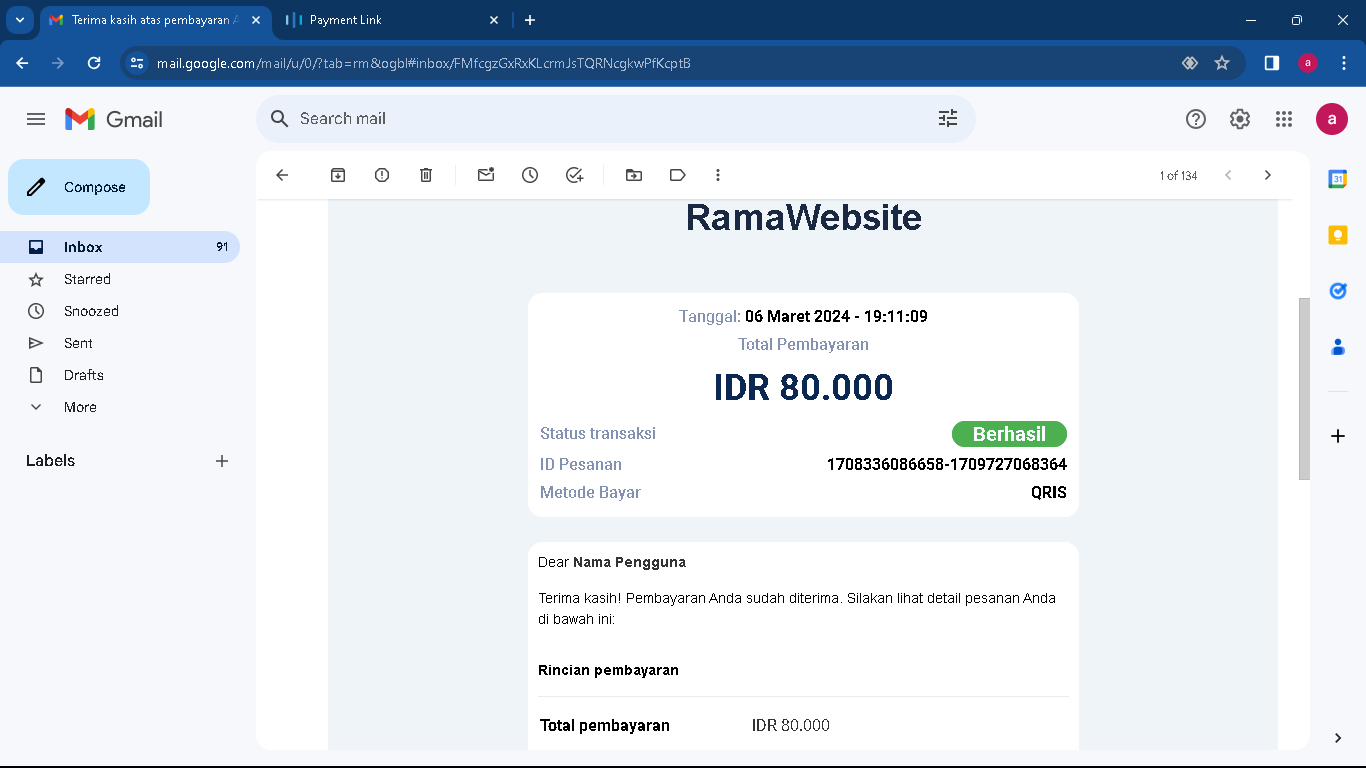 Terima kasih atas pembayaran A
Payment Link
mail.google.com/mail/u/0/?tab=rm&ogbl#inbox/FMfcgzGxRxKLcrmJsTQRNcgkwPfKcptB
a
Gmail
Search mail
a
Compose
1 of 134
31
Inbox 91
Starred
Snoozed
Sent
Drafts
More
Labels
RamaWebsite
Tanggal: 06 Maret 2024 - 19:11:09
Total Pembayaran
IDR 80.000
Status transaksi Berhasil
ID Pesanan 1708336086658-1709727068364
Metode Bayar QRIS
Dear Nama Pengguna
Terima kasih! Pembayaran Anda sudah diterima. Silakan lihat detail pesanan Anda
di bawah ini:
Rincian pembayaran
Total pembayaran IDR 80.000